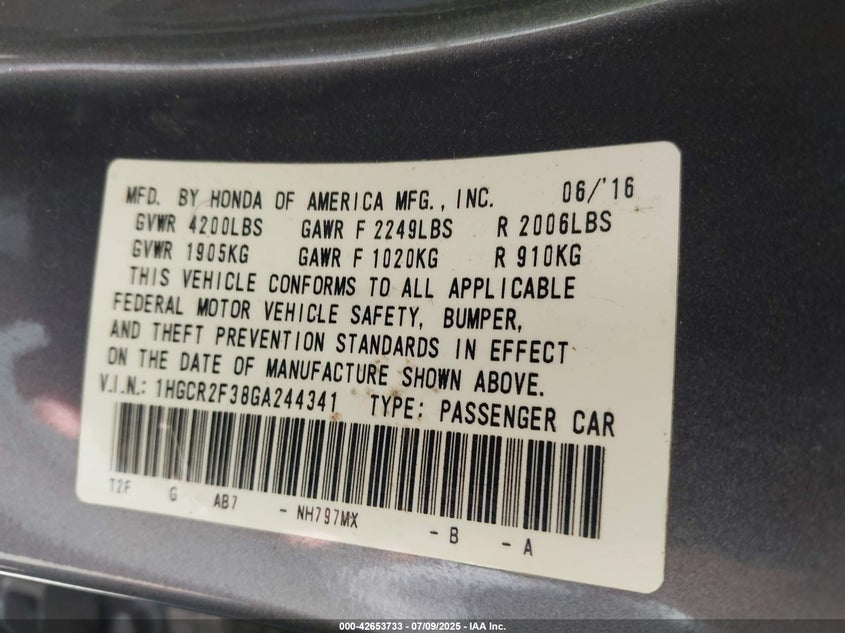 MFD. BY HONDA OF AMERICA MFG., INC. 06/'16
GVWR 4200LBS GAWR F 2249LBS R 2006LBS
GVWR 1905KG GAWR F 1020KG R 910KG
THIS VEHICLE CONFORMS TO ALL APPLICABLE
FEDERAL MOTOR VEHICLE SAFETY, BUMPER,
AND THEFT PREVENTION STANDARDS IN EFFECT
ON THE DATE OF MANUFACTURE SHOWN ABOVE.
V.I.N.: 1HGCR2F38GA244341 TYPE: PASSENGER CAR
T2F G AB7 - NH797MX - B - A
000-42653733 / 07/09/2025 - IAA Inc.